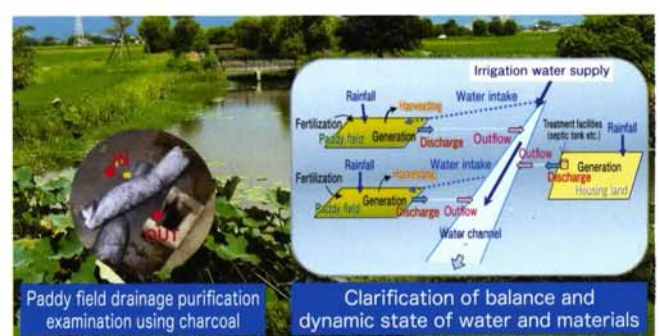 Irrigation water supply
Rainfall
Harvesting
Water intake
Fertilization
Generation
Paddy field
Discharge
Outflow
Treatment facilities
(septic tank etc.)
Rainfall
Outflow
Rainfall
Harvesting
Water intake
Generation
Discharge
Housing land
Fertilization
Generation
Paddy field
Discharge
Outflow
Water channel
IN
OUT
Paddy field drainage purification
examination using charcoal
Clarification of balance and
dynamic state of water and materials